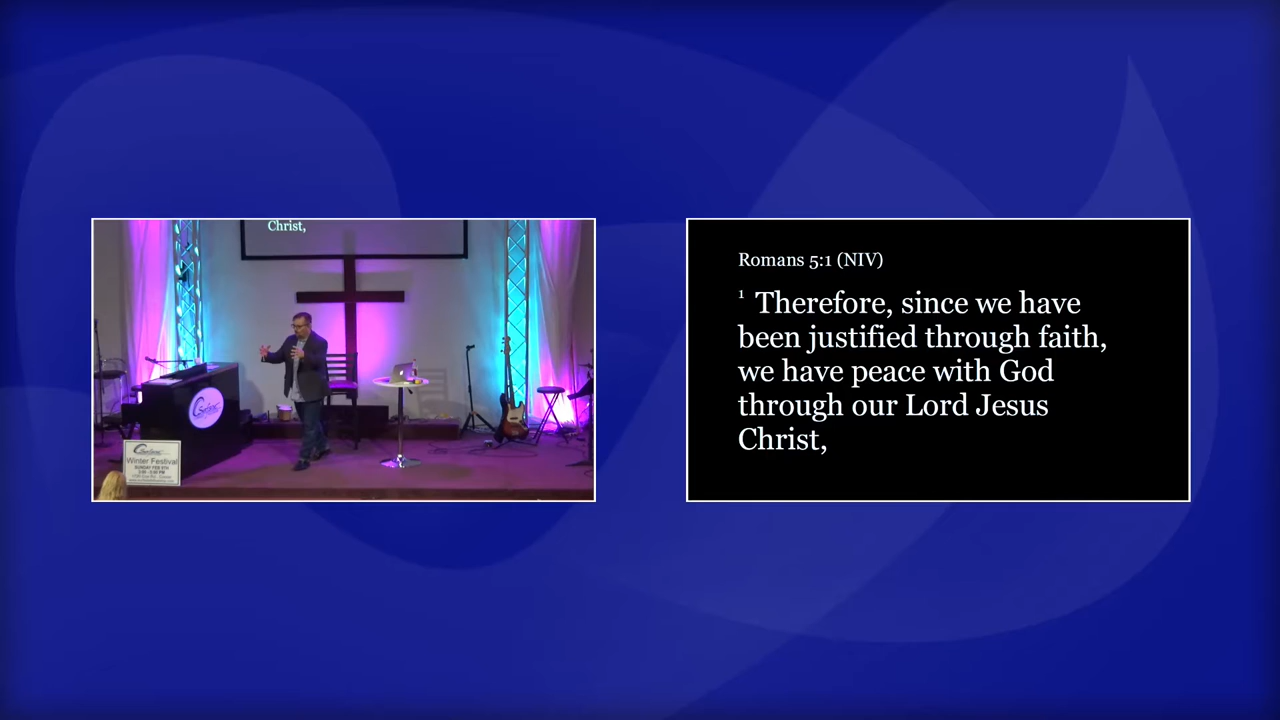 Christ,
Winter Festival
Romans 5:1 (NIV)
1 Therefore, since we have
been justified through faith,
we have peace with God
through our Lord Jesus
Christ,